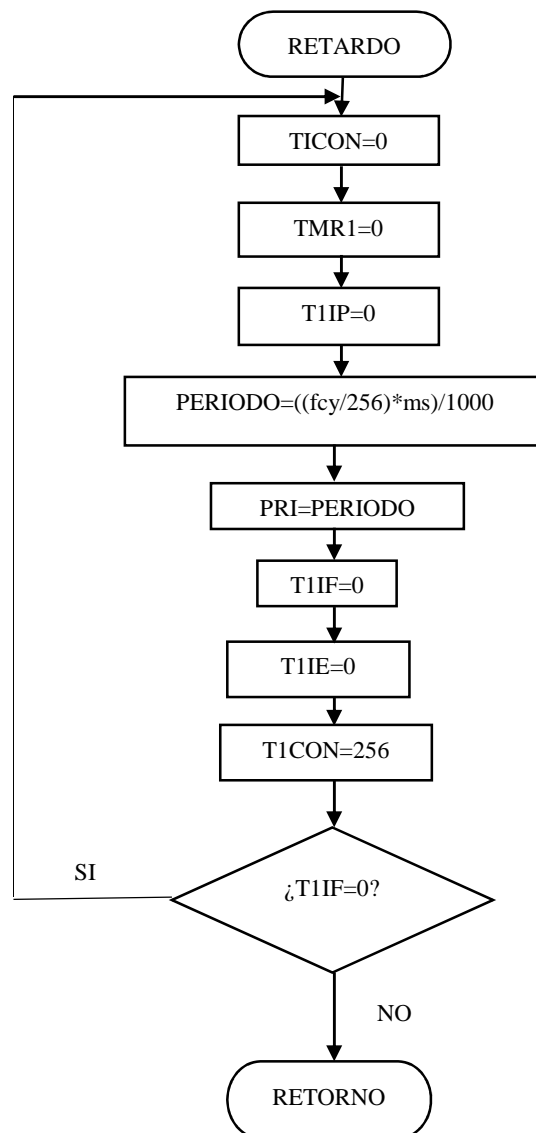 RETARDO
TICON=0
TMR1=0
T1IP=0
PERIODO=((fcy/256)*ms)/1000
PRI=PERIODO
T1IF=0
T1IE=0
T1CON=256
SI
¿T1IF=0?
NO
RETORNO